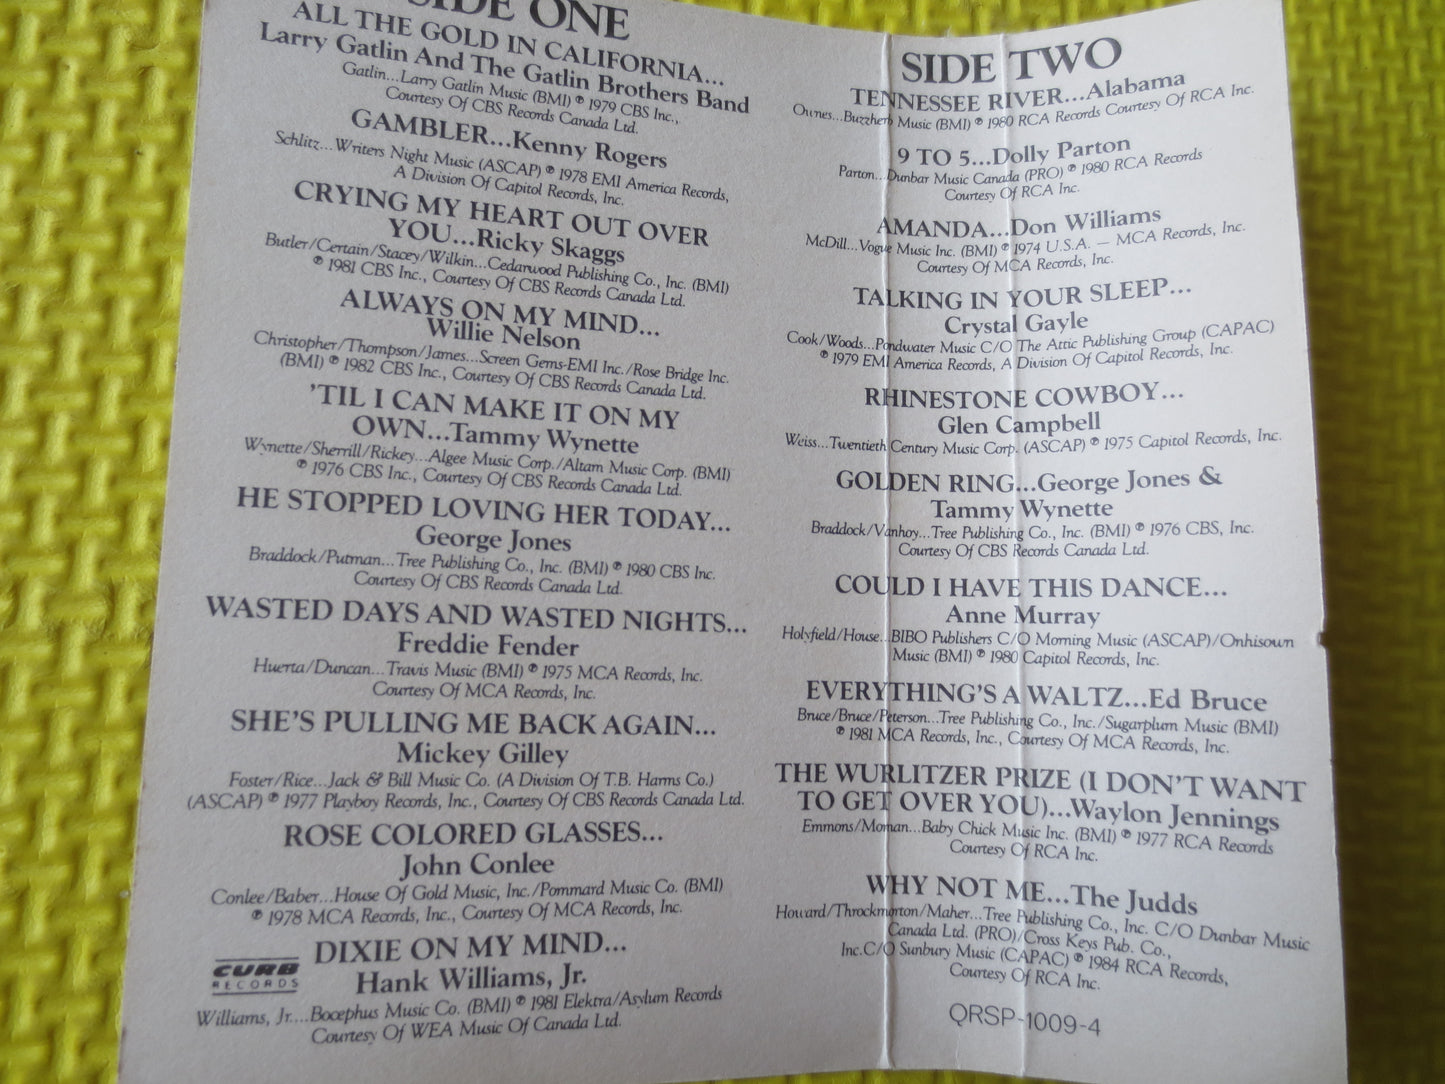 SIDE ONE
ALL THE GOLD IN CALIFORNIA...
Larry Gatlin And The Gatlin Brothers Band
Gatlin...Larry Gatlin Music (BMI) ℗ 1979 CBS Inc.,
Courtesy Of CBS Records Canada Ltd.
GAMBLER...Kenny Rogers
Schlitz...Writers Night Music (ASCAP) ℗ 1978 EMI America Records,
A Division Of Capitol Records, Inc.
CRYING MY HEART OUT OVER
YOU...Ricky Skaggs
Butler/Certain/Stacey/Wilkin...Cedarwood Publishing Co., Inc. (BMI)
℗ 1981 CBS Inc., Courtesy Of CBS Records Canada Ltd.
ALWAYS ON MY MIND...
Willie Nelson
Christopher/Thompson/James...Screen Gems-EMI Inc./Rose Bridge Inc.
(BMI) ℗ 1982 CBS Inc., Courtesy Of CBS Records Canada Ltd.
'TIL I CAN MAKE IT ON MY
OWN...Tammy Wynette
Wynette/Sherrill/Rickey...Algee Music Corp./Altam Music Corp. (BMI)
℗ 1976 CBS Inc., Courtesy Of CBS Records Canada Ltd.
HE STOPPED LOVING HER TODAY...
George Jones
Braddock/Putman...Tree Publishing Co., Inc. (BMI) ℗ 1980 CBS Inc.
Courtesy Of CBS Records Canada Ltd.
WASTED DAYS AND WASTED NIGHTS...
Freddie Fender
Huerta/Duncan...Travis Music (BMI) ℗ 1975 MCA Records, Inc.
Courtesy Of MCA Records, Inc.
SHE'S PULLING ME BACK AGAIN...
Mickey Gilley
Foster/Rice...Jack & Bill Music Co. (A Division Of T.B. Harms Co.)
(ASCAP) ℗ 1977 Playboy Records, Inc., Courtesy Of CBS Records Canada Ltd.
ROSE COLORED GLASSES...
John Conlee
Conlee/Baber...House Of Gold Music, Inc./Pommard Music Co. (BMI)
℗ 1978 MCA Records, Inc., Courtesy Of MCA Records, Inc.
DIXIE ON MY MIND...
Hank Williams, Jr.
CURB
RECORDS
Williams, Jr....Bocephus Music Co. (BMI) ℗ 1981 Elektra/Asylum Records
Courtesy Of WEA Music Of Canada Ltd.
SIDE TWO
TENNESSEE RIVER...Alabama
Ownes...Buzzherb Music (BMI) ℗ 1980 RCA Records Courtesy Of RCA Inc.
9 TO 5...Dolly Parton
Parton...Dunbar Music Canada (PRO) ℗ 1980 RCA Records
Courtesy Of RCA Inc.
AMANDA...Don Williams
McDill...Vogue Music Inc. (BMI) ℗ 1974 U.S.A. — MCA Records, Inc.
Courtesy Of MCA Records, Inc.
TALKING IN YOUR SLEEP...
Crystal Gayle
Cook/Woods...Pondwater Music C/O The Attic Publishing Group (CAPAC)
℗ 1979 EMI America Records, A Division Of Capitol Records, Inc.
RHINESTONE COWBOY...
Glen Campbell
Weiss...Twentieth Century Music Corp. (ASCAP) ℗ 1975 Capitol Records, Inc.
GOLDEN RING...George Jones &
Tammy Wynette
Braddock/Vanhoy...Tree Publishing Co., Inc. (BMI) ℗ 1976 CBS, Inc.
Courtesy Of CBS Records Canada Ltd.
COULD I HAVE THIS DANCE...
Anne Murray
Holyfield/House...BIBO Publishers C/O Morning Music (ASCAP)/Onhisown
Music (BMI) ℗ 1980 Capitol Records, Inc.
EVERYTHING'S A WALTZ...Ed Bruce
Bruce/Bruce/Peterson...Tree Publishing Co., Inc./Sugarplum Music (BMI)
℗ 1981 MCA Records, Inc., Courtesy Of MCA Records, Inc.
THE WURLITZER PRIZE (I DON'T WANT
TO GET OVER YOU)...Waylon Jennings
Emmons/Moman...Baby Chick Music Inc. (BMI) ℗ 1977 RCA Records
Courtesy Of RCA Inc.
WHY NOT ME...The Judds
Howard/Throckmorton/Maher...Tree Publishing Co., Inc. C/O Dunbar Music
Canada Ltd. (PRO)/Cross Keys Pub. Co.,
Inc.C/O Sunbury Music (CAPAC) ℗ 1984 RCA Records,
Courtesy Of RCA Inc.
QRSP-1009-4